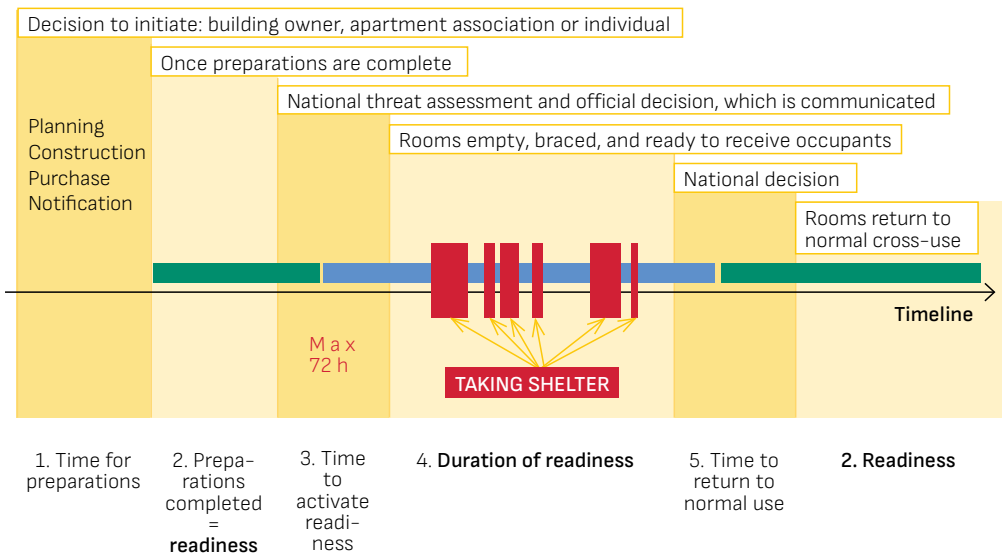 Decision to initiate: building owner, apartment association or individual
Once preparations are complete
National threat assessment and official decision, which is communicated
Planning
Construction
Purchase
Notification
Rooms empty, braced, and ready to receive occupants
National decision
Rooms return to
normal cross-use
Timeline
Max
72 h
TAKING SHELTER
1. Time for
preparations
2. Prepa-
rations
completed
=
readiness
3. Time
to
activate
readi-
ness
4. Duration of readiness
5. Time to
return to
normal use
2. Readiness